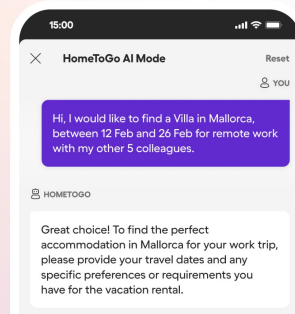 15:00
HomeToGo AI Mode
Reset
YOU
Hi, I would like to find a Villa in Mallorca,
between 12 Feb and 26 Feb for remote work
with my other 5 colleagues.
HOMETOGO
Great choice! To find the perfect
accommodation in Mallorca for your work trip,
please provide your travel dates and any
specific preferences or requirements you
have for the vacation rental.